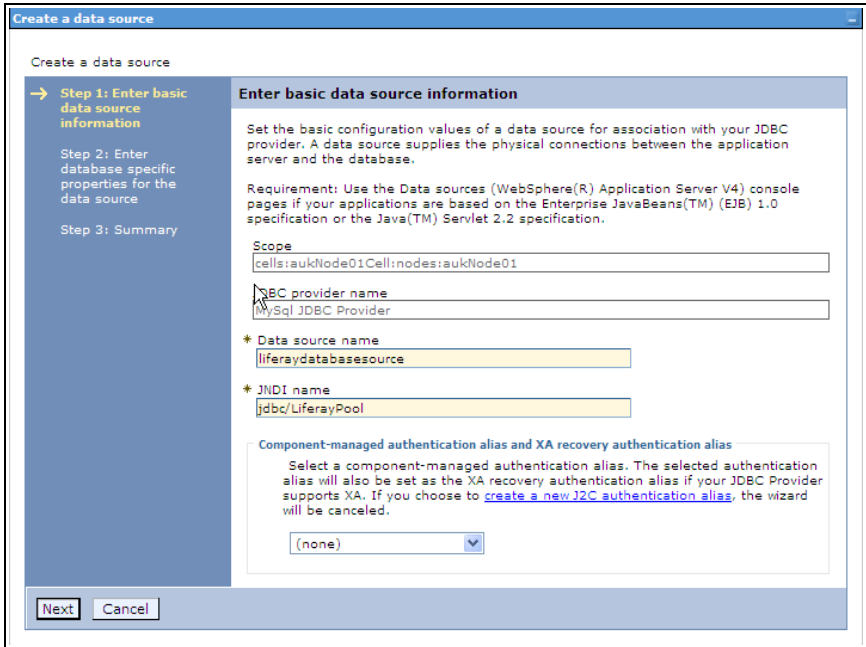 Create a data source
Create a data source
Step 1: Enter basic
data source
information
Step 2: Enter
database specific
properties for the
data source
Step 3: Summary
Enter basic data source information
Set the basic configuration values of a data source for association with your JDBC
provider. A data source supplies the physical connections between the application
server and the database.
Requirement: Use the Data sources (WebSphere(R) Application Server V4) console
pages if your applications are based on the Enterprise JavaBeans(TM) (EJB) 1.0
specification or the Java(TM) Servlet 2.2 specification.
Scope
cells:aukNode01Cell:nodes:aukNode01
JDBC provider name
MySql JDBC Provider
* Data source name
liferaydatabasesource
* JNDI name
jdbc/LiferayPool
Component-managed authentication alias and XA recovery authentication alias
Select a component-managed authentication alias. The selected authentication
alias will also be set as the XA recovery authentication alias if your JDBC Provider
supports XA. If you choose to create a new J2C authentication alias, the wizard
will be canceled.
(none)
Next Cancel